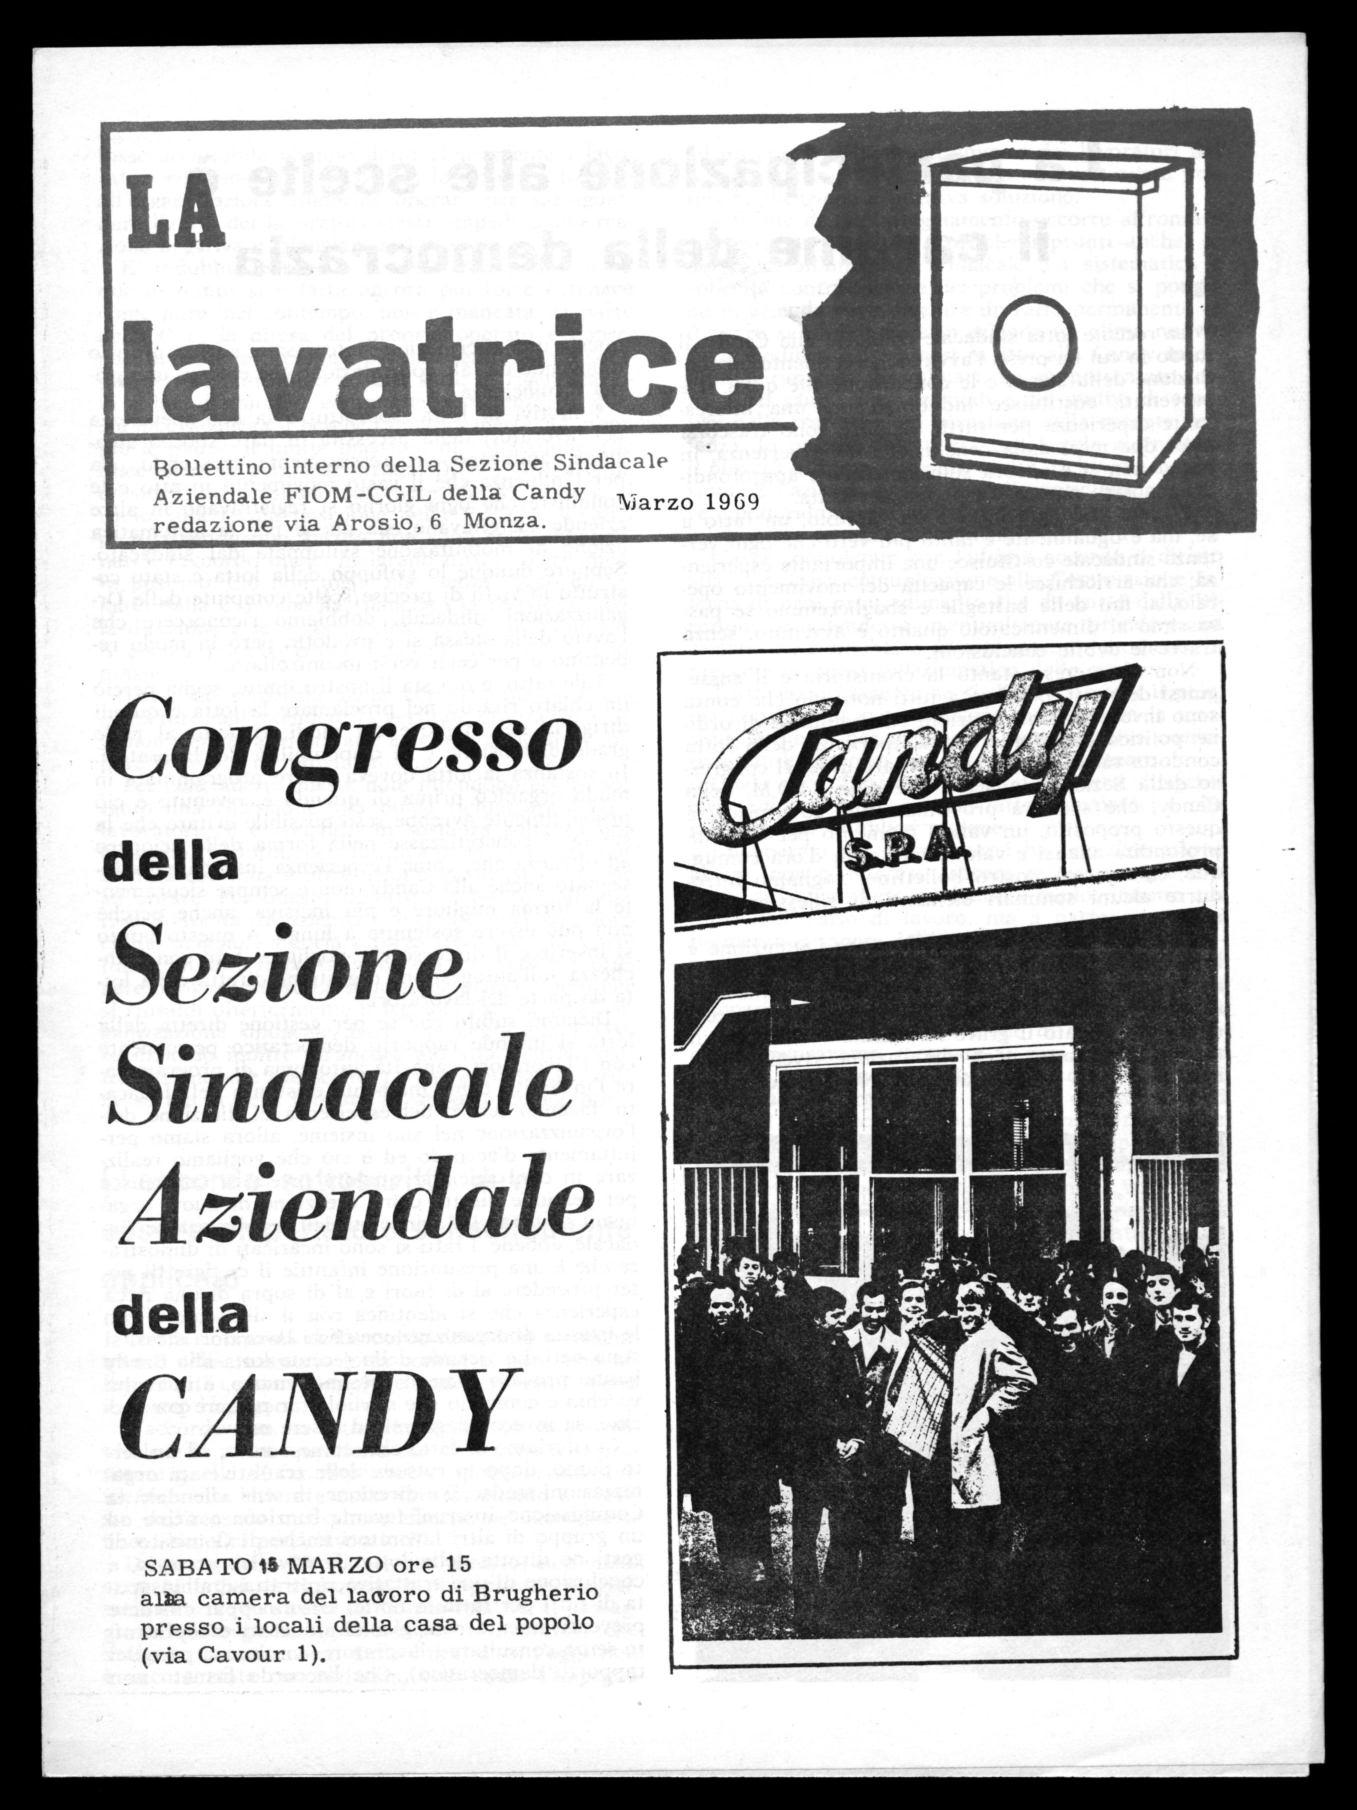 LA
lavatrice
Bollettino interno della Sezione Sindacale
Aziendale FIOM-CGIL della Candy
Marzo 1969
redazione via Arosio, 6 Monza.
Congresso
della
Sezione
Sindacale
Aziendale
della
CANDY
Candy
S.P.A.
SABATO 15 MARZO ore 15
alla camera del lavoro di Brugherio
presso i locali della casa del popolo
(via Cavour 1).